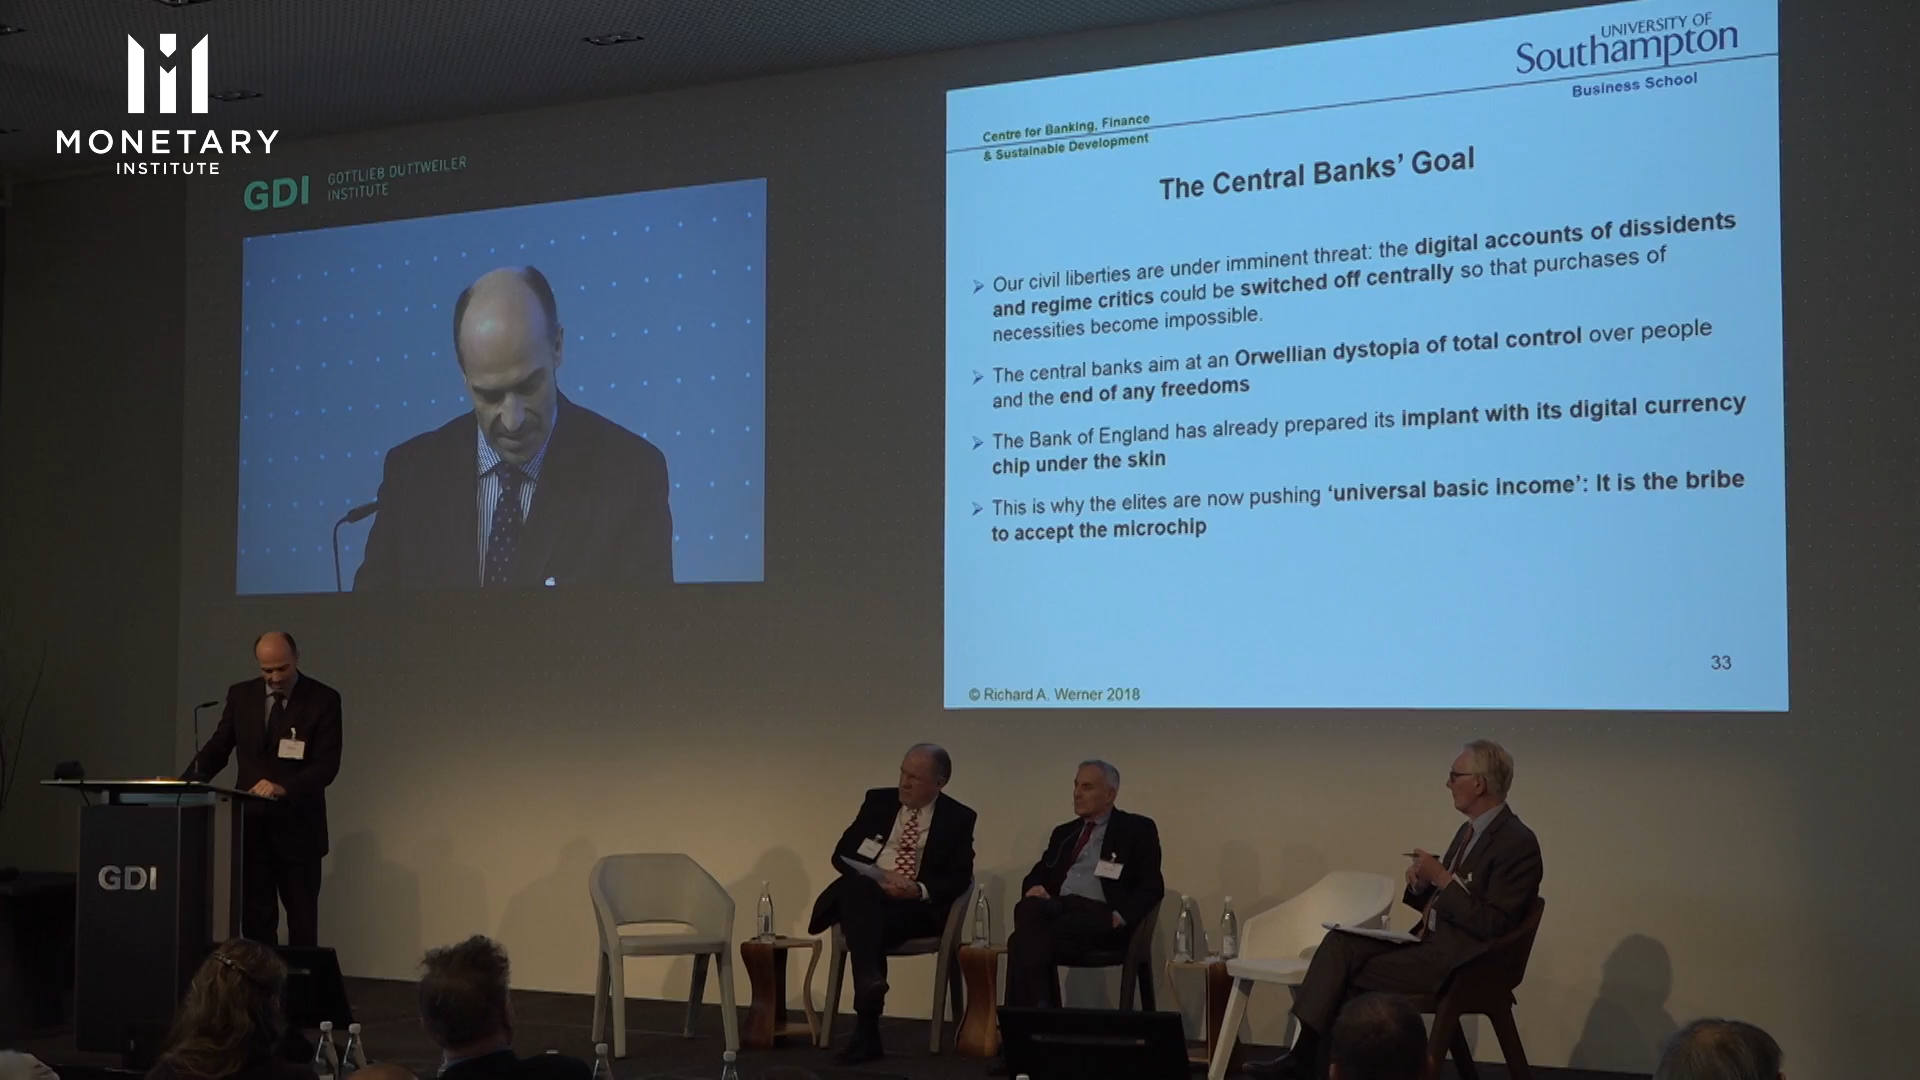 MONETARY
INSTITUTE
GDI
GOTTLIEB DUTTWEILER
INSTITUTE
UNIVERSITY OF
Southampton
Business School
Centre for Banking, Finance
& Sustainable Development
The Central Banks' Goal
Our civil liberties are under imminent threat: the digital accounts of dissidents
and regime critics could be switched off centrally so that purchases of
necessities become impossible.
The central banks aim at an Orwellian dystopia of total control over people
and the end of any freedoms
The Bank of England has already prepared its implant with its digital currency
chip under the skin
This is why the elites are now pushing ‘universal basic income’: It is the bribe
to accept the microchip
33
© Richard A. Werner 2018
GDI